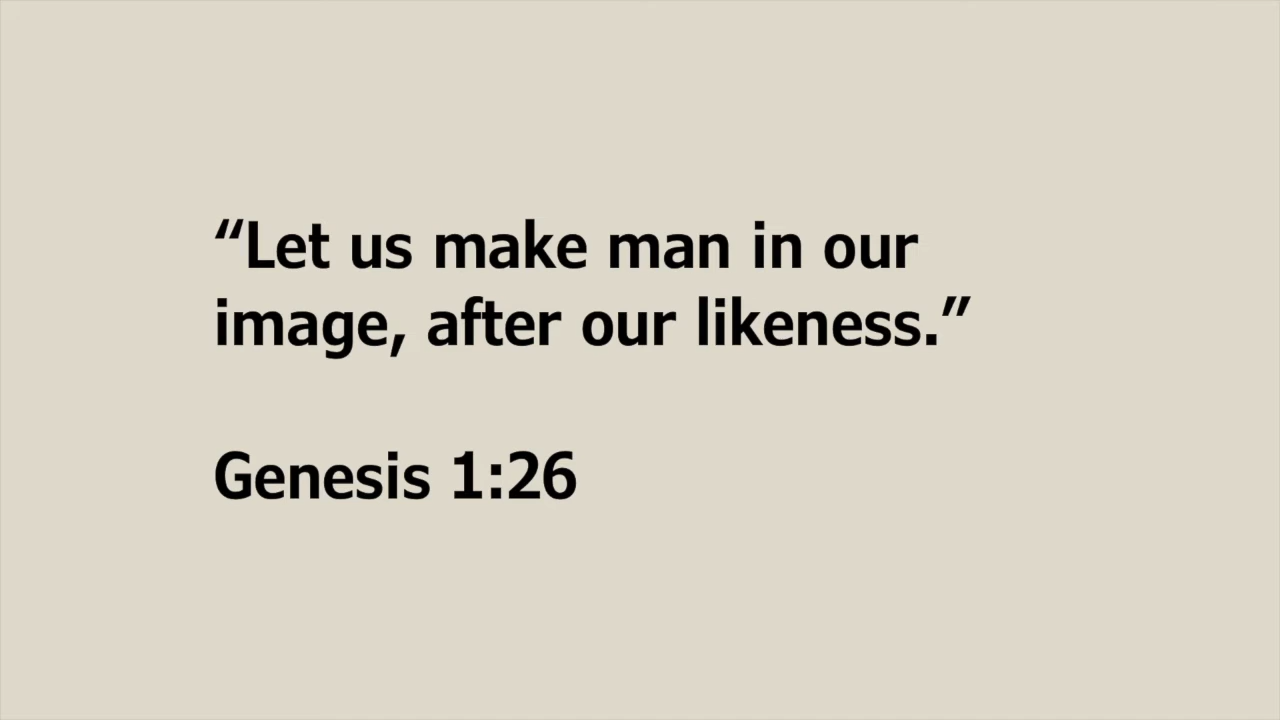 “Let us make man in our
image, after our likeness.”
Genesis 1:26